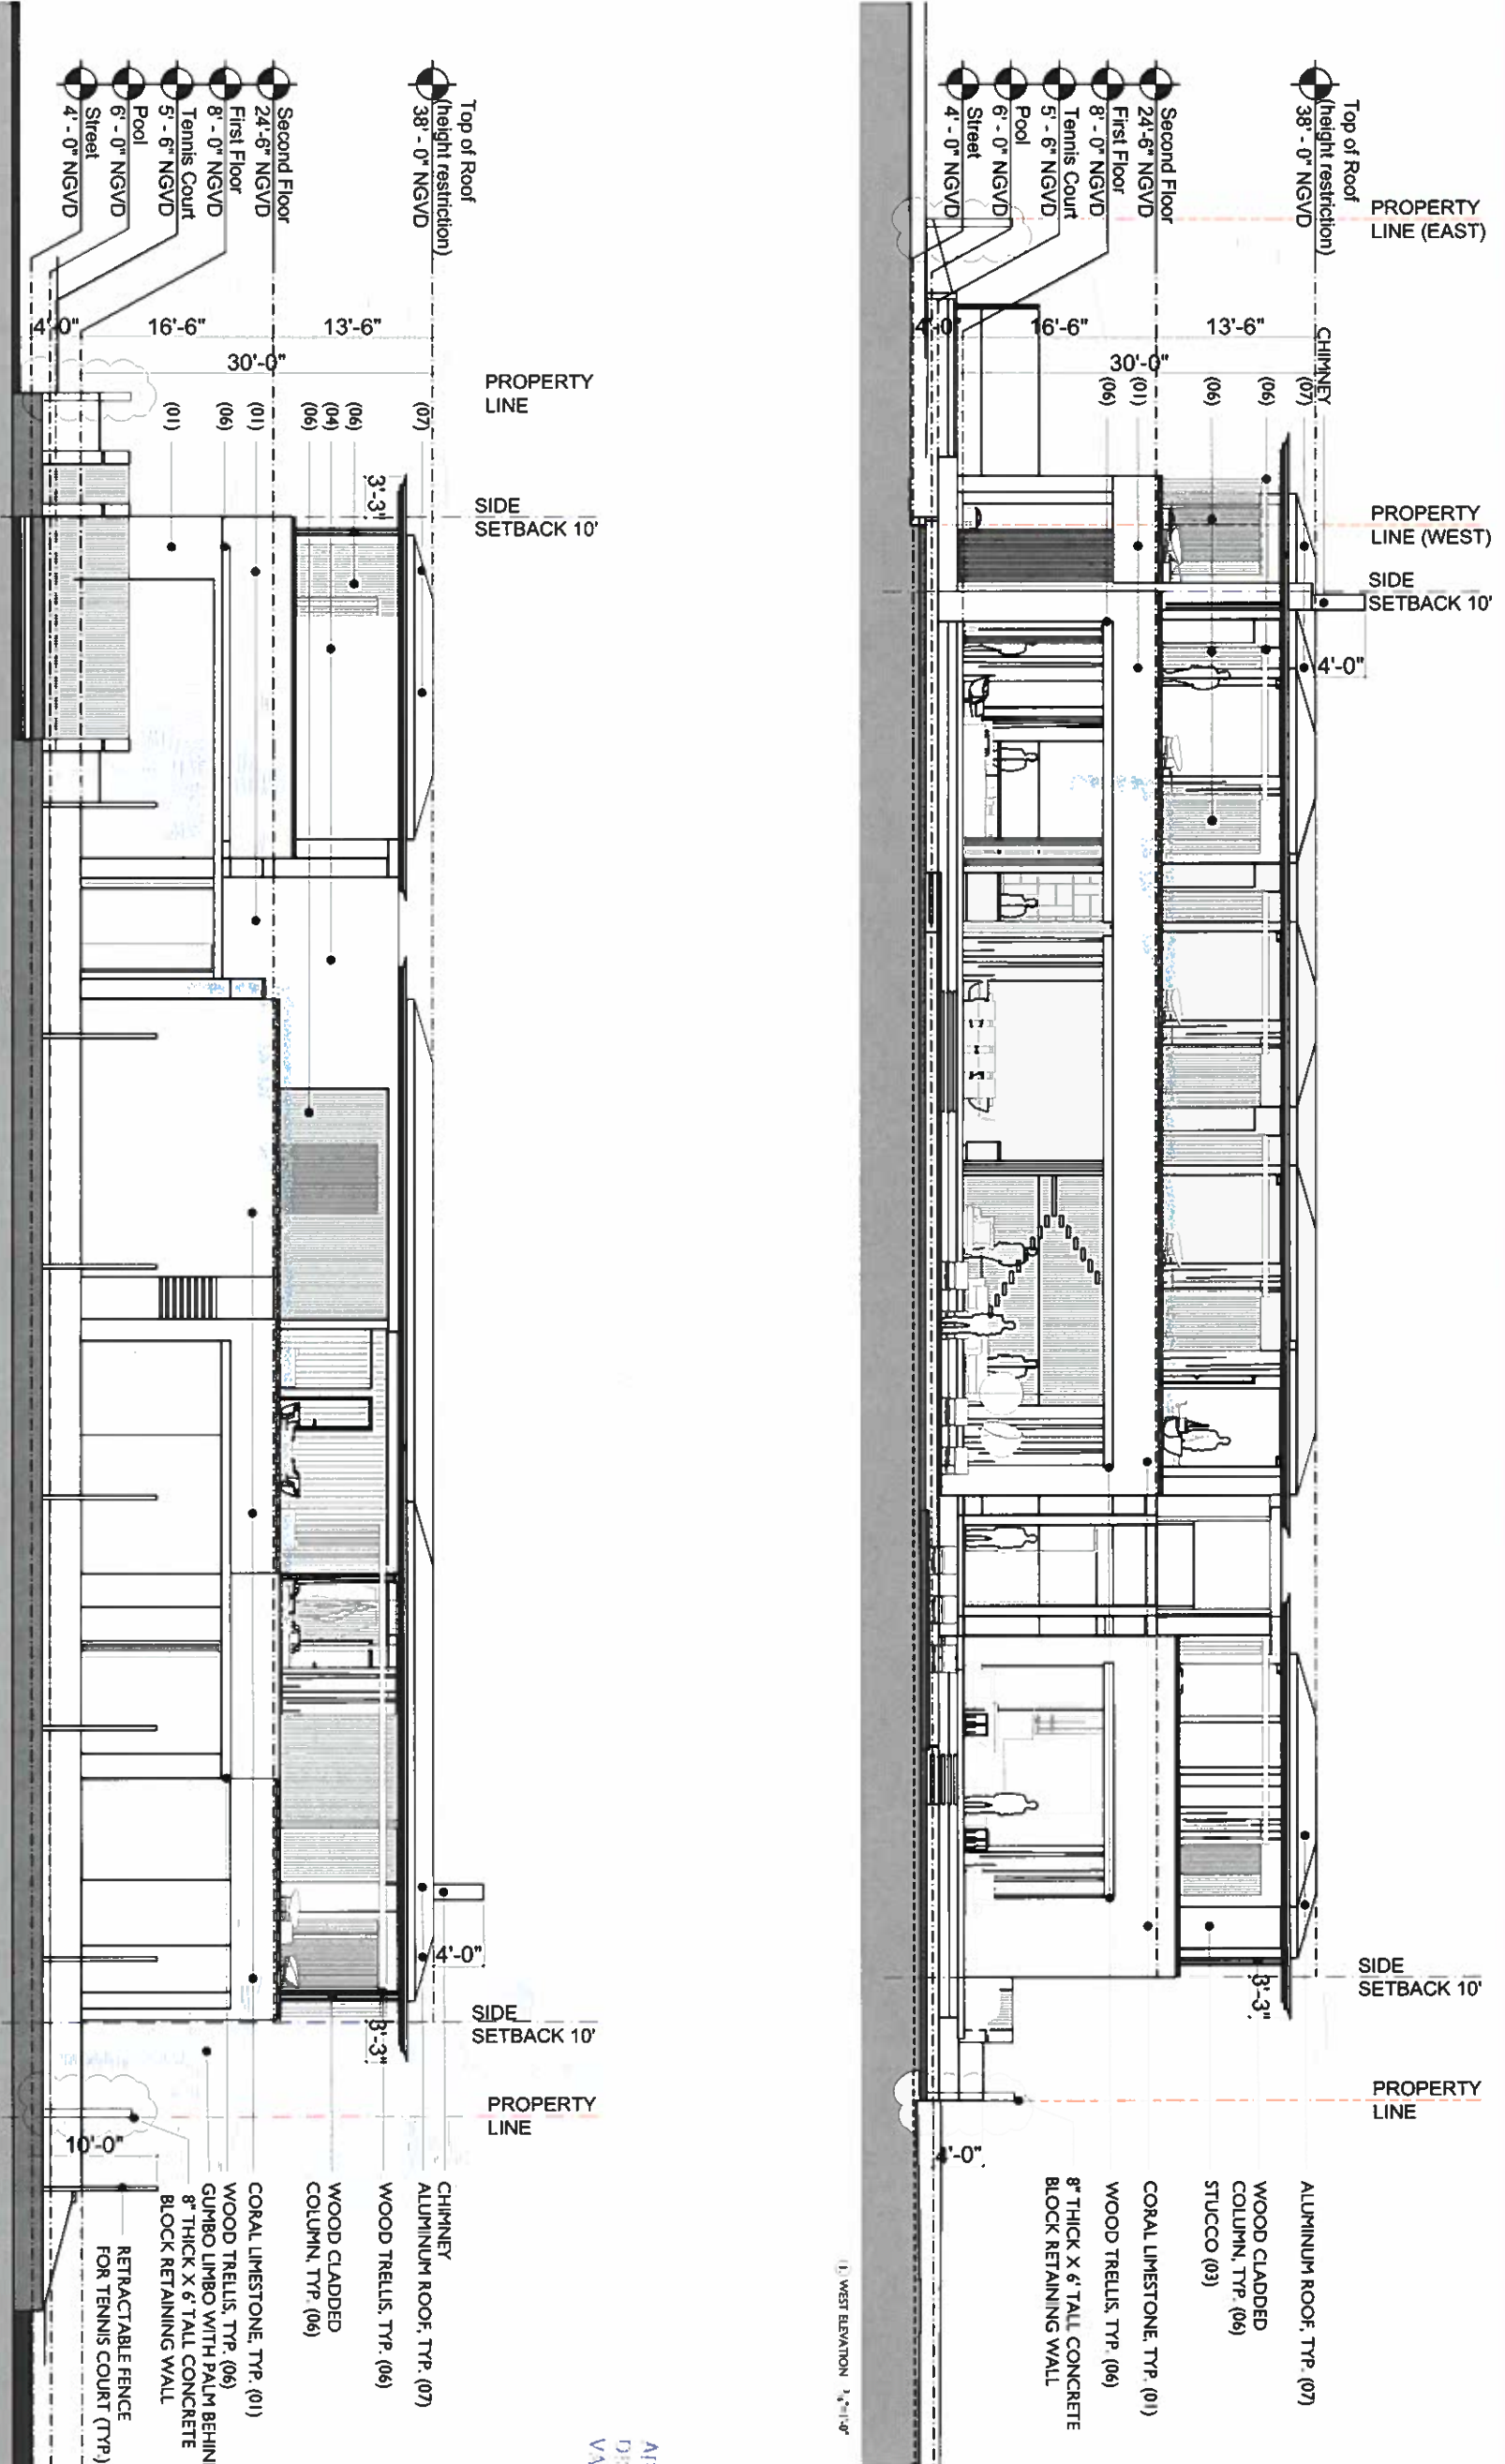 Top of Roof
(height restriction)
38' - 0" NGVD
Second Floor
24'-6" NGVD
First Floor
8' - 0" NGVD
Tennis Court
5' - 6" NGVD
Pool
6' - 0" NGVD
Street
4' - 0" NGVD
PROPERTY
LINE (EAST)
CHIMNEY
13'-6"
16'-6"
4'-0"
30'-0"
(07)
(06)
(06)
(01)
(06)
PROPERTY
LINE (WEST)
SIDE
SETBACK 10'
4'-0"
SIDE
SETBACK 10'
3'-3"
PROPERTY
LINE
4'-0"
ALUMINUM ROOF, TYP. (07)
WOOD CLADDED
COLUMN, TYP. (06)
STUCCO (03)
CORAL LIMESTONE, TYP. (01)
WOOD TRELLIS, TYP. (06)
8" THICK X 6' TALL CONCRETE
BLOCK RETAINING WALL
WEST ELEVATION
Top of Roof
(height restriction)
38' - 0" NGVD
Second Floor
24'-6" NGVD
First Floor
8' - 0" NGVD
Tennis Court
5' - 6" NGVD
Pool
6' - 0" NGVD
Street
4' - 0" NGVD
13'-6"
16'-6"
4'-0"
30'-0"
PROPERTY
LINE
(07)
(06)
(04)
(06)
(01)
(06)
(01)
3'-3"
SIDE
SETBACK 10'
4'-0"
SIDE
SETBACK 10'
3'-3"
PROPERTY
LINE
10'-0"
CHIMNEY
ALUMINUM ROOF, TYP. (07)
WOOD TRELLIS, TYP. (06)
WOOD CLADDED
COLUMN, TYP. (06)
CORAL LIMESTONE, TYP. (01)
WOOD TRELLIS, TYP. (06)
GUMBO LIMBO WITH PALM BEHIN
8" THICK X 6' TALL CONCRETE
BLOCK RETAINING WALL
RETRACTABLE FENCE
FOR TENNIS COURT (TYP.)